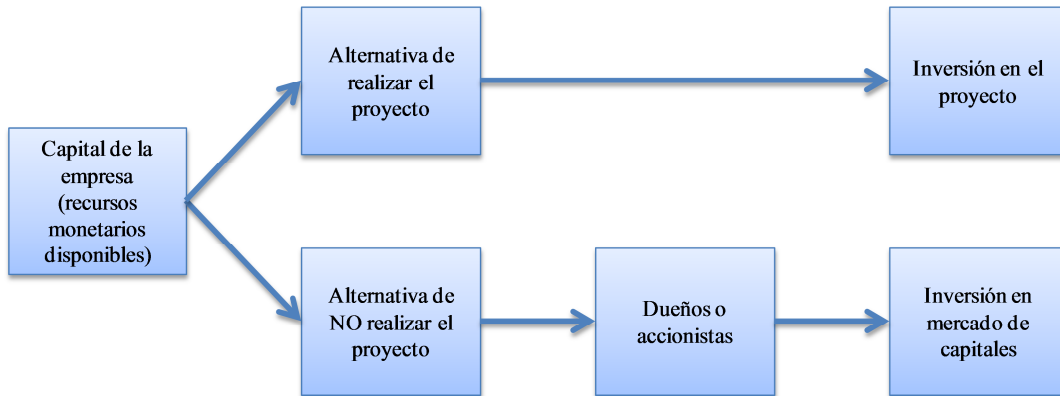 Alternativa de
realizar el
proyecto
Inversión en el
proyecto
Capital de la
empresa
(recursos
monetarios
disponibles)
Alternativa de
NO realizar el
proyecto
Dueños o
accionistas
Inversión en
mercado de
capitales